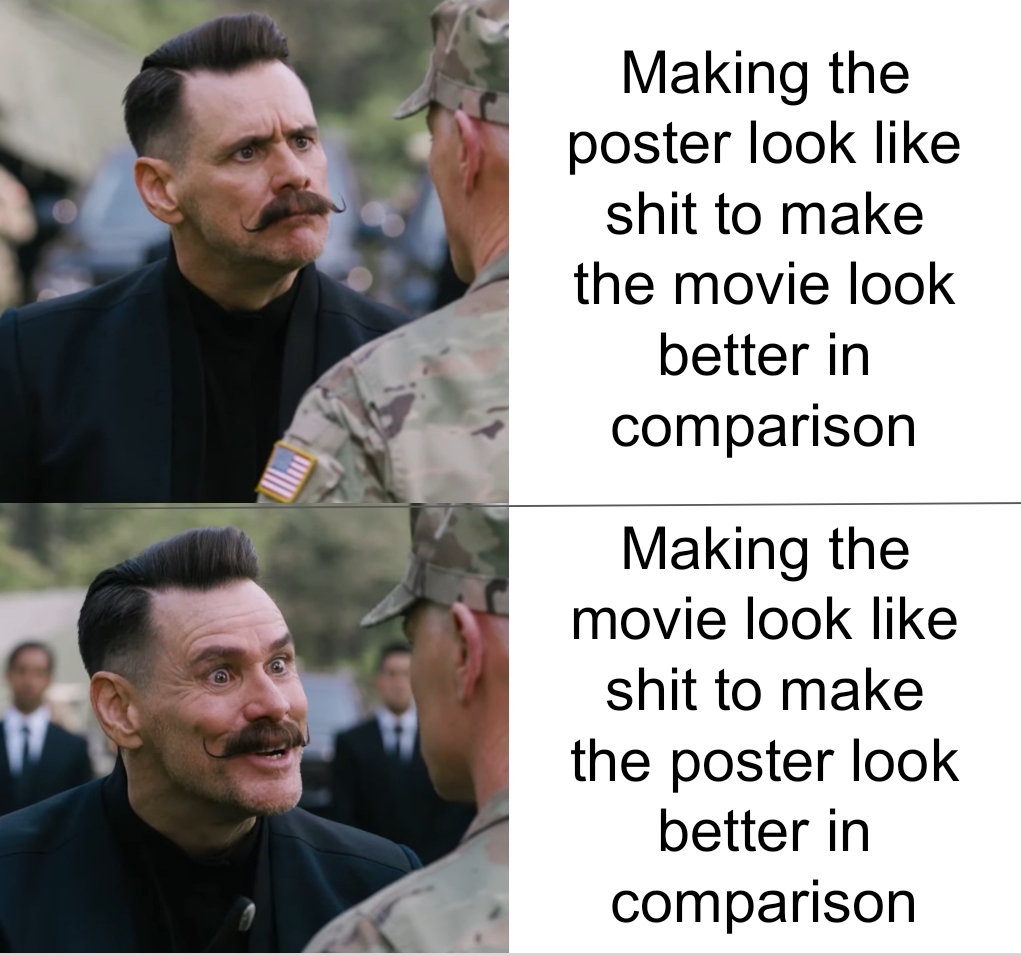 Making the
poster look like
shit to make
the movie look
better in
comparison
Making the
movie look like
shit to make
the poster look
better in
comparison